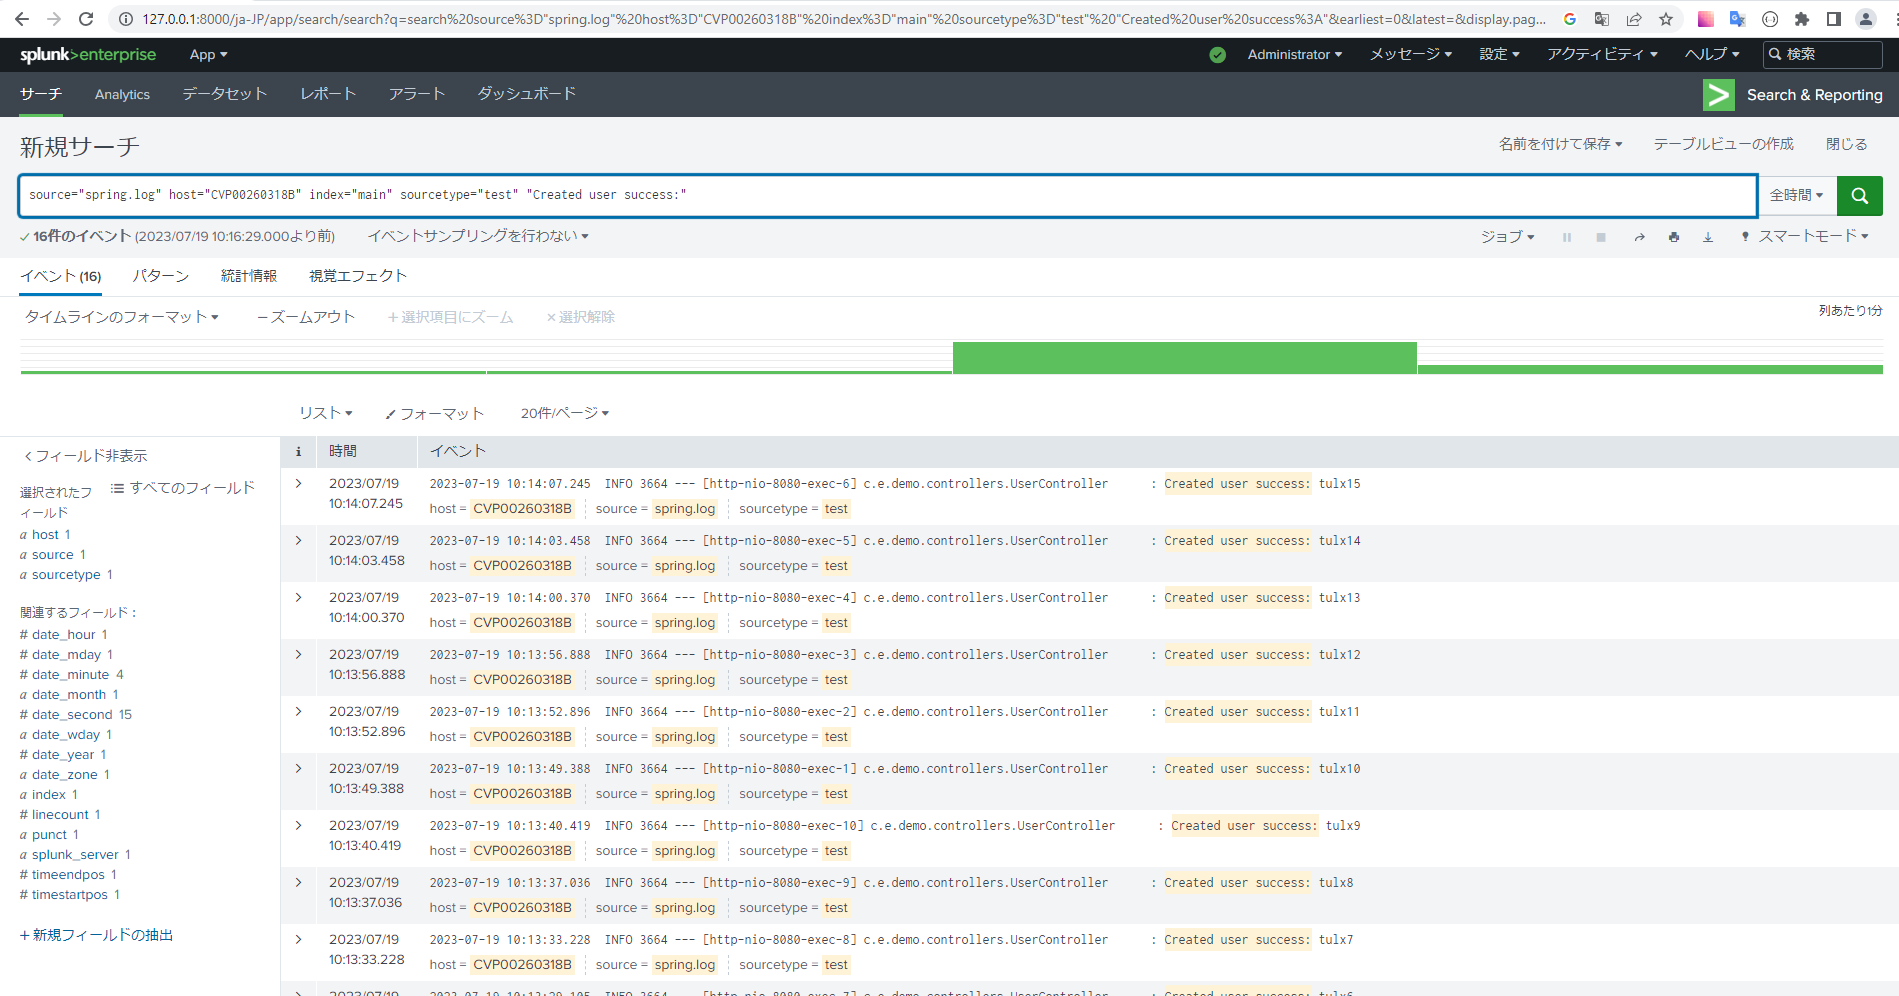 127.0.0.1:8000/ja-JP/app/search/search?q=search%20source%3D"spring.log"%20host%3D"CVP00260318B"%20index%3D"main"%20sourcetype%3D"test"%20"Created%20user%20success%3A"&earliest=0&latest=&display.pag...
splunk>enterprise App Administrator メッセージ 設定 アクティビティ ヘルプ 検索
サーチ Analytics データセット レポート アラート ダッシュボード Search & Reporting
新規サーチ 名前を付けて保存 テーブルビューの作成 閉じる
source="spring.log" host="CVP00260318B" index="main" sourcetype="test" "Created user success:" 全時間
✓16件のイベント (2023/07/19 10:16:29.000より前) イベントサンプリングを行わない ジョブ スマートモード
イベント (16) パターン 統計情報 視覚エフェクト
タイムラインのフォーマット −ズームアウト +選択項目にズーム ×選択解除 列あたり1分
リスト フォーマット 20件/ページ
<フィールド非表示
選択されたフィールド すべてのフィールド
a host 1
a source 1
a sourcetype 1
関連するフィールド:
# date_hour 1
# date_mday 1
# date_minute 4
a date_month 1
# date_second 15
a date_wday 1
# date_year 1
a date_zone 1
a index 1
# linecount 1
a punct 1
a splunk_server 1
# timeendpos 1
# timestartpos 1
+新規フィールドの抽出
i 時間 イベント
2023/07/19 2023-07-19 10:14:07.245 INFO 3664 --- [http-nio-8080-exec-6] c.e.demo.controllers.UserController : Created user success: tulx15
10:14:07.245 host = CVP00260318B source = spring.log sourcetype = test
2023/07/19 2023-07-19 10:14:03.458 INFO 3664 --- [http-nio-8080-exec-5] c.e.demo.controllers.UserController : Created user success: tulx14
10:14:03.458 host = CVP00260318B source = spring.log sourcetype = test
2023/07/19 2023-07-19 10:14:00.370 INFO 3664 --- [http-nio-8080-exec-4] c.e.demo.controllers.UserController : Created user success: tulx13
10:14:00.370 host = CVP00260318B source = spring.log sourcetype = test
2023/07/19 2023-07-19 10:13:56.888 INFO 3664 --- [http-nio-8080-exec-3] c.e.demo.controllers.UserController : Created user success: tulx12
10:13:56.888 host = CVP00260318B source = spring.log sourcetype = test
2023/07/19 2023-07-19 10:13:52.896 INFO 3664 --- [http-nio-8080-exec-2] c.e.demo.controllers.UserController : Created user success: tulx11
10:13:52.896 host = CVP00260318B source = spring.log sourcetype = test
2023/07/19 2023-07-19 10:13:49.388 INFO 3664 --- [http-nio-8080-exec-1] c.e.demo.controllers.UserController : Created user success: tulx10
10:13:49.388 host = CVP00260318B source = spring.log sourcetype = test
2023/07/19 2023-07-19 10:13:40.419 INFO 3664 --- [http-nio-8080-exec-10] c.e.demo.controllers.UserController : Created user success: tulx9
10:13:40.419 host = CVP00260318B source = spring.log sourcetype = test
2023/07/19 2023-07-19 10:13:37.036 INFO 3664 --- [http-nio-8080-exec-9] c.e.demo.controllers.UserController : Created user success: tulx8
10:13:37.036 host = CVP00260318B source = spring.log sourcetype = test
2023/07/19 2023-07-19 10:13:33.228 INFO 3664 --- [http-nio-8080-exec-8] c.e.demo.controllers.UserController : Created user success: tulx7
10:13:33.228 host = CVP00260318B source = spring.log sourcetype = test